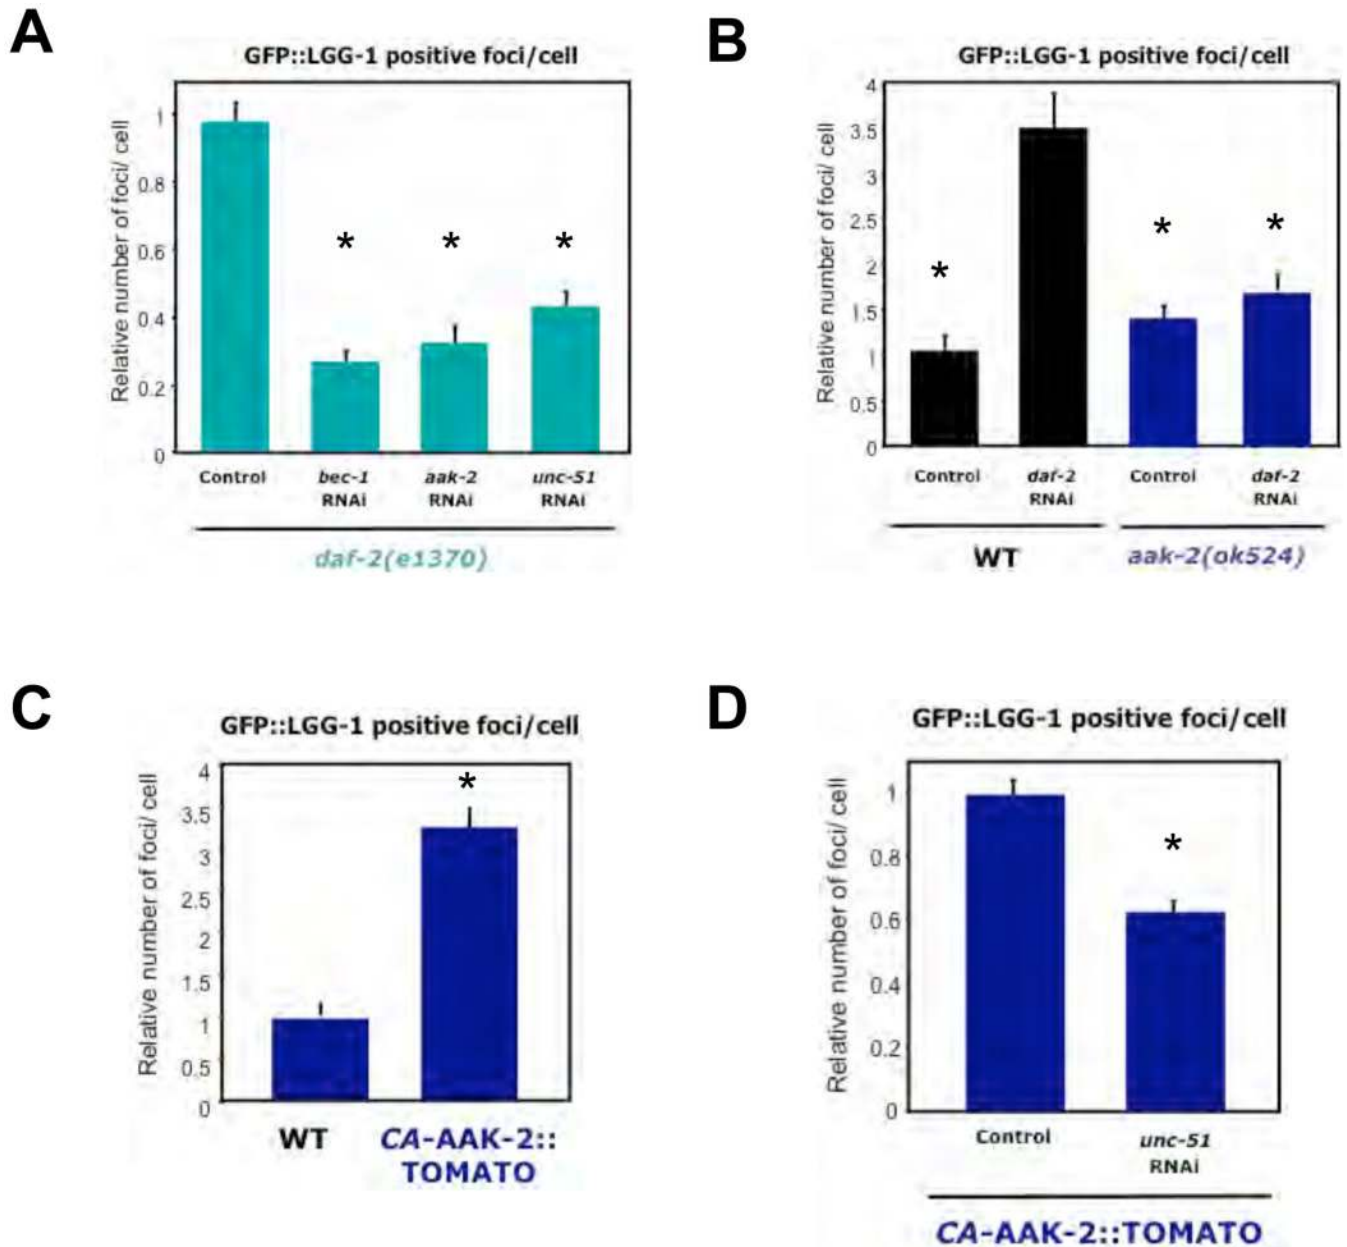 A
GFP::LGG-1 positive foci/cell
Relative number of foci/ cell
1
0.8
0.6
0.4
0.2
0
* * *
Control bec-1 aak-2 unc-51
RNAi RNAi RNAi
daf-2(e1370)
B
GFP::LGG-1 positive foci/cell
Relative number of foci/ cell
4
3.5
3
2.5
2
1.5
1
0.5
0
* * *
Control daf-2 Control daf-2
RNAi RNAi
WT aak-2(ok524)
C
GFP::LGG-1 positive foci/cell
Relative number of foci/ cell
4
3.5
3
2.5
2
1.5
1
0.5
0
*
WT CA-AAK-2::
TOMATO
D
GFP::LGG-1 positive foci/cell
Relative number of foci/ cell
1
0.8
0.6
0.4
0.2
0
*
Control unc-51
RNAi
CA-AAK-2::TOMATO